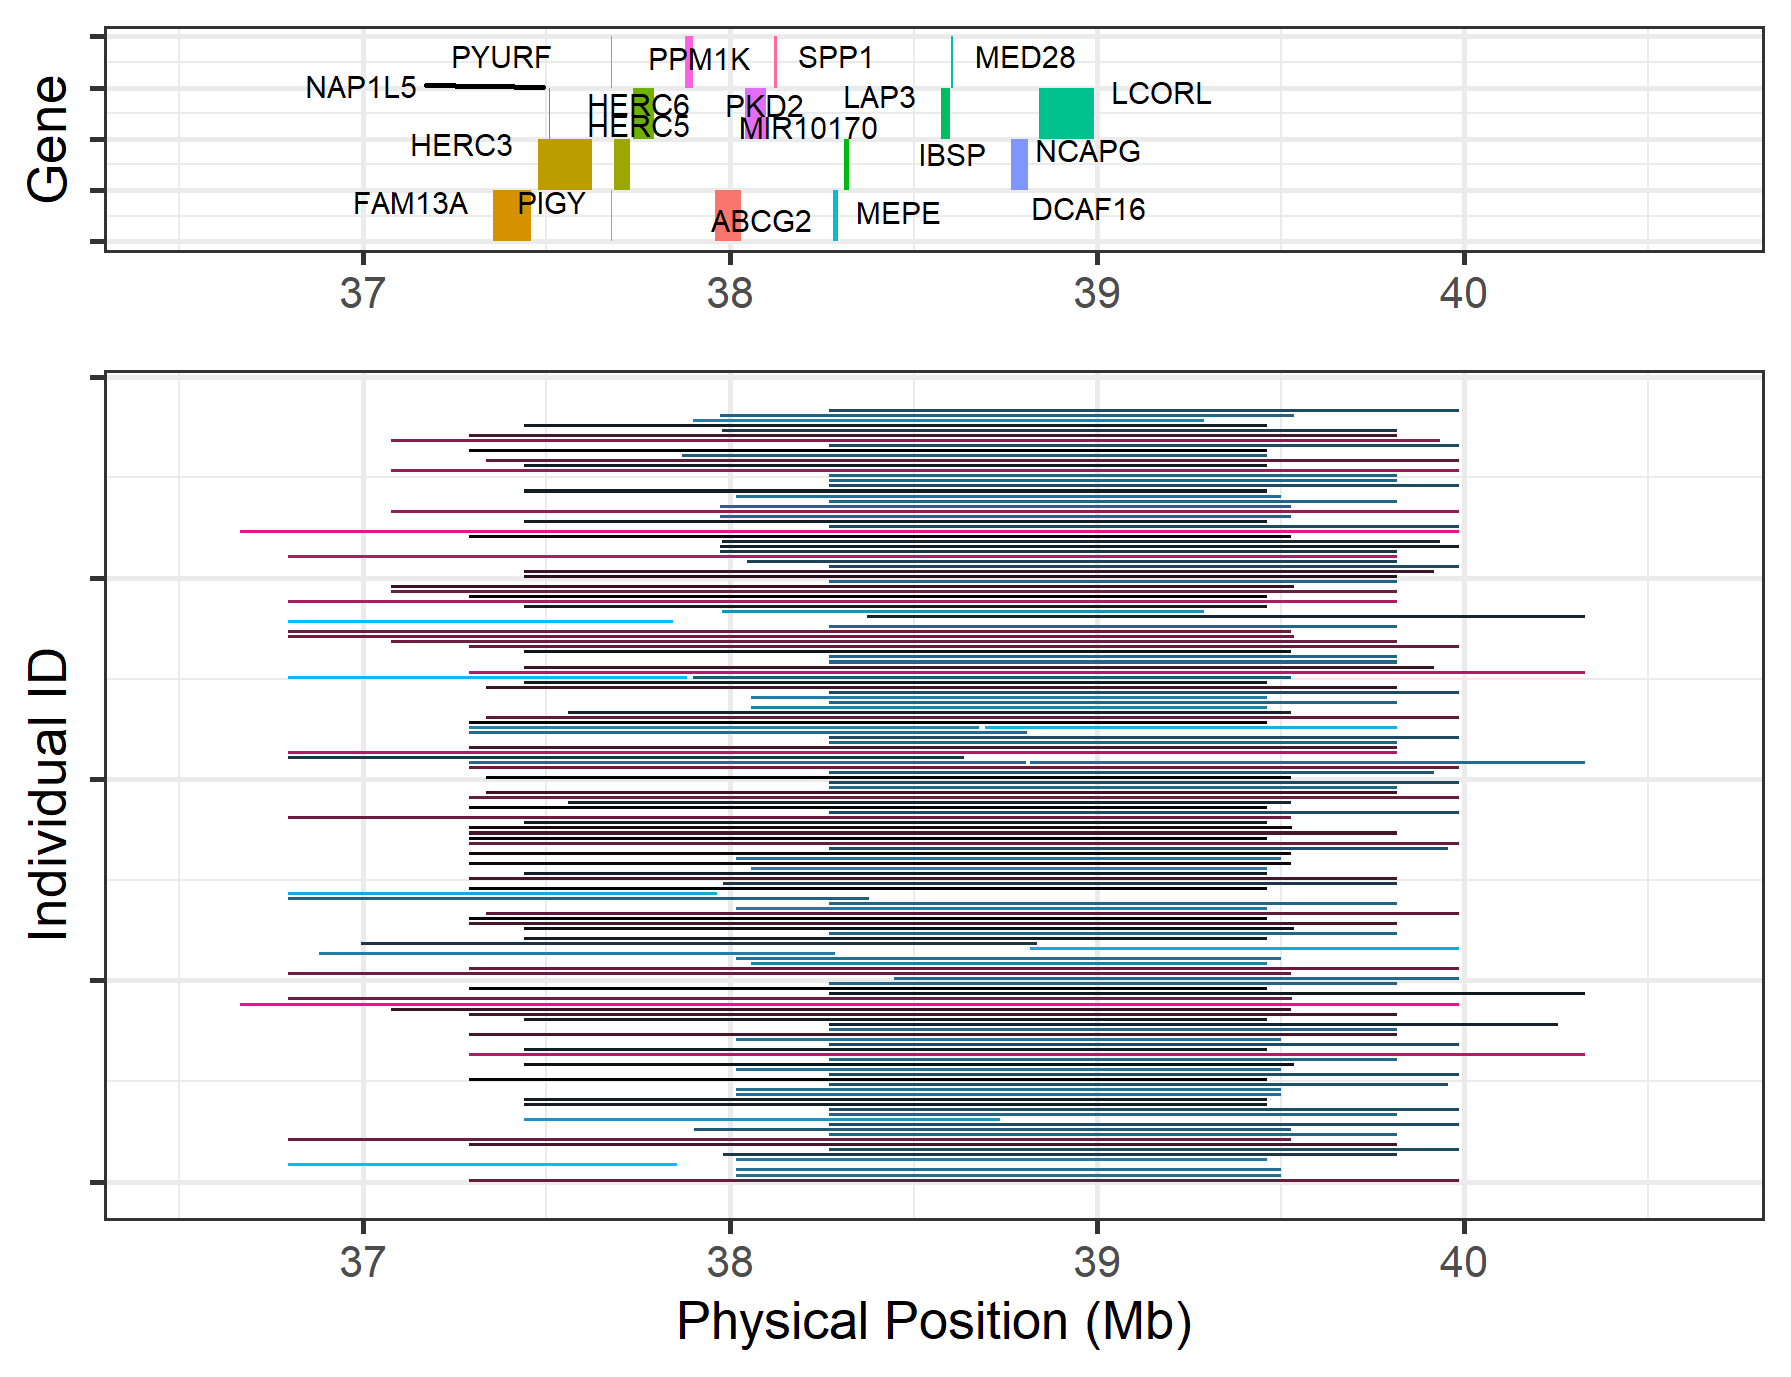 Gene
PYURF PPM1K SPP1 MED28
NAP1L5 HERC6 PKD2 LAP3 LCORL
HERC5 MIR10170
HERC3 IBSP NCAPG
FAM13A PIGY ABCG2 MEPE DCAF16
37 38 39 40
Individual ID
37 38 39 40
Physical Position (Mb)